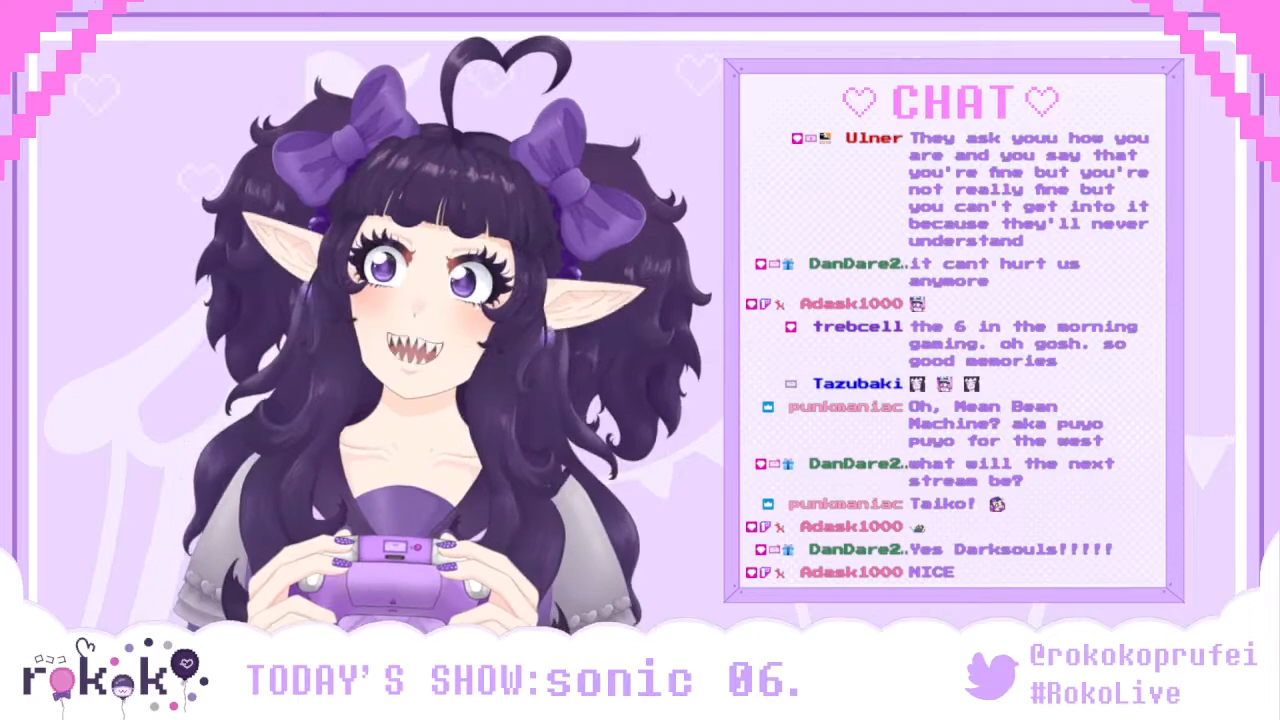 CHAT
Ulner They ask youu how you
are and you say that
you're fine but you're
not really fine but
you can't get into it
because they'll never
understand
DanDare2..it cant hurt us
anymore
Adask1000
trebcell the 6 in the morning
gaming. oh gosh. so
good memories
Tazubaki
punkmaniac Oh, Mean Bean
Machine? aka puyo
puyo for the west
DanDare2..what will the next
stream be?
punkmaniac Taiko!
Adask1000
DanDare2..Yes Darksouls!!!!!
Adask1000 NICE
rokoko
TODAY'S SHOW:sonic 06.
@rokokoprufei
#RokoLive